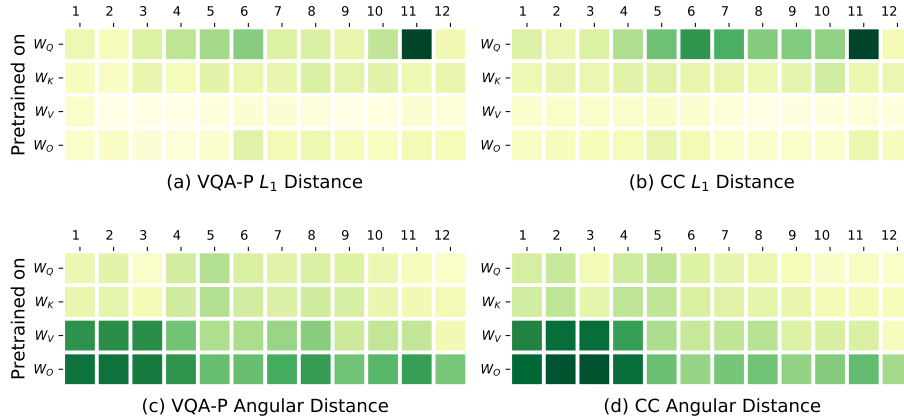 1 2 3 4 5 6 7 8 9 10 11 12
1 2 3 4 5 6 7 8 9 10 11 12
Pretrained on
W_Q
W_K
W_V
W_O
W_Q
W_K
W_V
W_O
(a) VQA-P L_1 Distance
(b) CC L_1 Distance
1 2 3 4 5 6 7 8 9 10 11 12
1 2 3 4 5 6 7 8 9 10 11 12
Pretrained on
W_Q
W_K
W_V
W_O
W_Q
W_K
W_V
W_O
(c) VQA-P Angular Distance
(d) CC Angular Distance